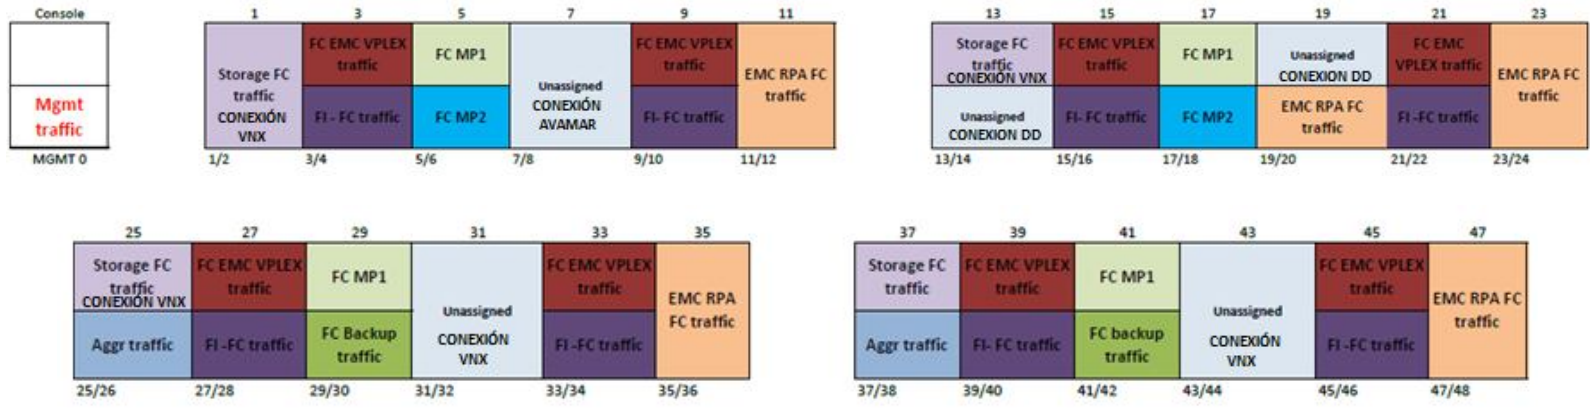 Console 1 3 5 7 9 11 13 15 17 19 21 23
Mgmt
traffic
MGMT 0
Storage FC
traffic
CONEXIÓN
VNX
1/2
FC EMC VPLEX
traffic
FI - FC traffic
3/4
FC MP1
FC MP2
5/6
Unassigned
CONEXIÓN
AVAMAR
7/8
FC EMC VPLEX
traffic
FI- FC traffic
9/10
EMC RPA FC
traffic
11/12
Storage FC
traffic
CONEXIÓN VNX
Unassigned
CONEXION DD
13/14
FC EMC VPLEX
traffic
FI- FC traffic
15/16
FC MP1
FC MP2
17/18
Unassigned
CONEXION DD
EMC RPA FC
traffic
19/20
FC EMC
VPLEX traffic
FI -FC traffic
21/22
EMC RPA FC
traffic
23/24
25 27 29 31 33 35 37 39 41 43 45 47
Storage FC
traffic
CONEXIÓN VNX
Aggr traffic
25/26
FC EMC VPLEX
traffic
FI -FC traffic
27/28
FC MP1
FC Backup
traffic
29/30
Unassigned
CONEXIÓN
VNX
31/32
FC EMC VPLEX
traffic
FI -FC traffic
33/34
EMC RPA
FC traffic
35/36
Storage FC
traffic
Aggr traffic
37/38
FC EMC VPLEX
traffic
FI- FC traffic
39/40
FC MP1
FC backup
traffic
41/42
Unassigned
CONEXIÓN
VNX
43/44
FC EMC VPLEX
traffic
FI -FC traffic
45/46
EMC RPA FC
traffic
47/48